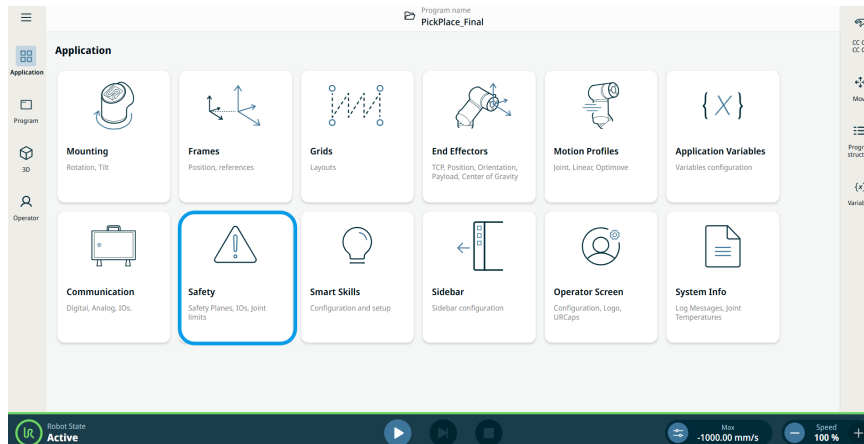 Program name
PickPlace_Final
Application
Application
Program
3D
Operator
Mounting
Rotation, Tilt
Frames
Position, references
Grids
Layouts
End Effectors
TCP, Position, Orientation,
Payload, Center of Gravity
Motion Profiles
Joint, Linear, Optimove
{X}
Application Variables
Variables configuration
Communication
Digital, Analog, IOs.
Safety
Safety Planes, IOs, Joint
limits
Smart Skills
Configuration and setup
Sidebar
Sidebar configuration
Operator Screen
Configuration, Logo,
URCaps
System Info
Log Messages, Joint
Temperatures
{x}
UR
Robot State
Active
Max
-1000.00 mm/s
Speed
100 %